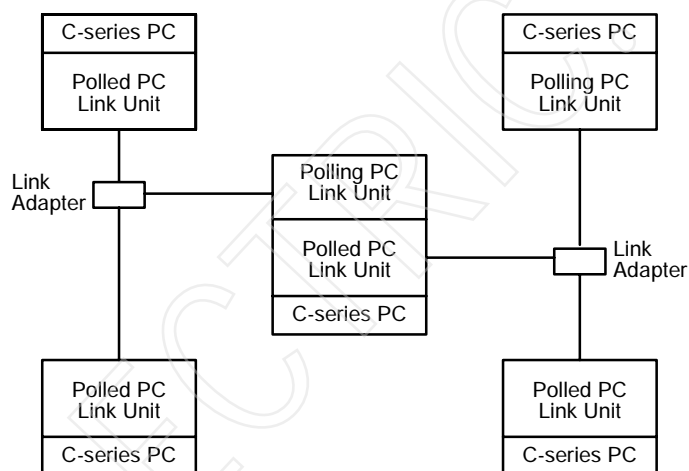 C-series PC
Polled PC
Link Unit
C-series PC
Polling PC
Link Unit
Link
Adapter
Polling PC
Link Unit
Polled PC
Link Unit
C-series PC
Link
Adapter
Polled PC
Link Unit
C-series PC
Polled PC
Link Unit
C-series PC
ECTRIC.